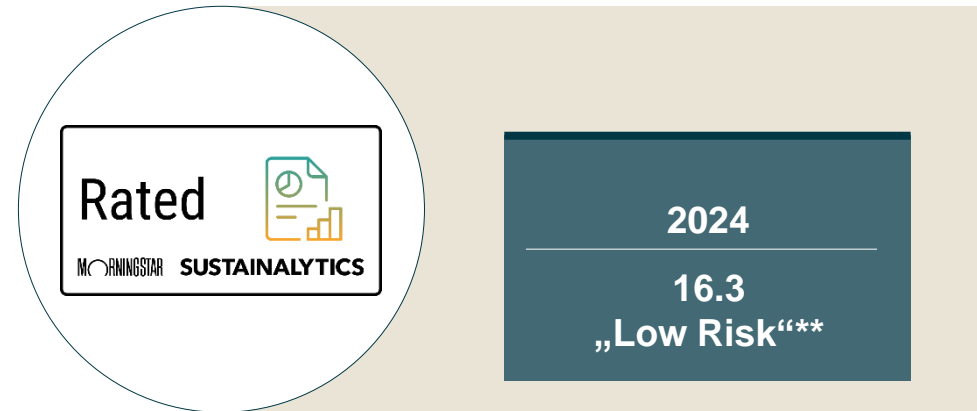 Rated
MORNINGSTAR SUSTAINALYTICS
2024
16.3
„Low Risk“**